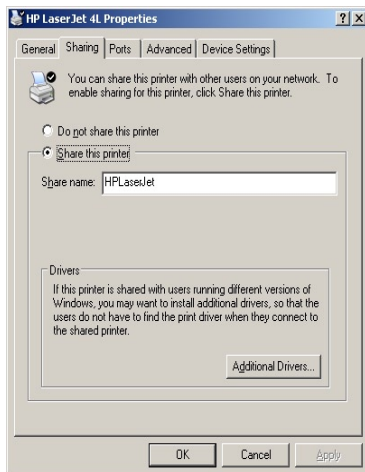 HP LaserJet 4L Properties
General Sharing Ports Advanced Device Settings
You can share this printer with other users on your network. To
enable sharing for this printer, click Share this printer.
Do not share this printer
Share this printer
Share name: HPLaserJet
Drivers
If this printer is shared with users running different versions of
Windows, you may want to install additional drivers, so that the
users do not have to find the print driver when they connect to
the shared printer.
Additional Drivers...
OK Cancel Apply